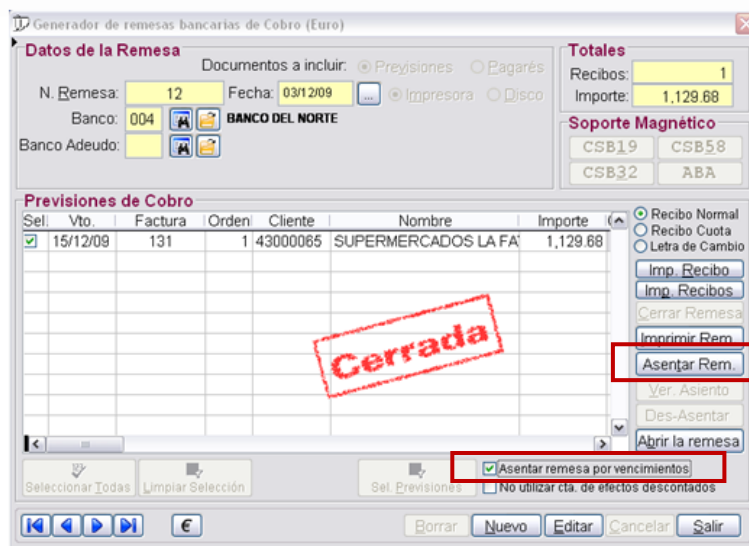 Generador de remesas bancarias de Cobro (Euro)
Datos de la Remesa
Documentos a incluir: Previsiones Pagarés
N. Remesa: 12 Fecha: 03/12/09 ... Impresora Disco
Banco: 004 BANCO DEL NORTE
Banco Adeudo:
Totales
Recibos: 1
Importe: 1,129.68
Soporte Magnético
CSB19 CSB58
CSB32 ABA
Previsiones de Cobro
Sel. Vto. Factura Orden Cliente Nombre Importe
15/12/09 131 1 43000065 SUPERMERCADOS LA FA 1,129.68
Cerrada
Recibo Normal
Recibo Cuota
Letra de Cambio
Imp. Recibo
Imp. Recibos
Cerrar Remesa
Imprimir Rem.
Asentar Rem.
Ver. Asiento
Des-Asentar
Abrir la remesa
Seleccionar Todas Limpiar Selección Sel. Previsiones
Asentar remesa por vencimientos
No utilizar cta. de efectos descontados
€ Borrar Nuevo Editar Cancelar Salir